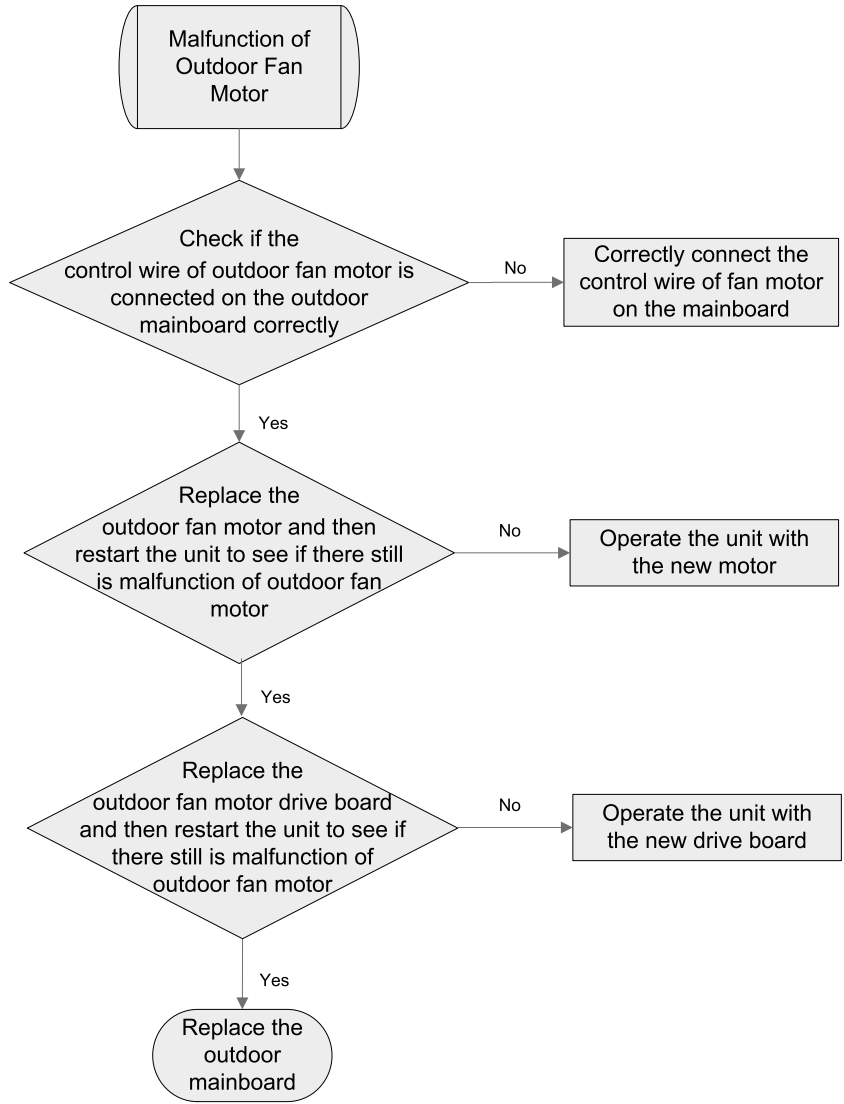 Malfunction of
Outdoor Fan
Motor
Check if the
control wire of outdoor fan motor is
connected on the outdoor
mainboard correctly
No
Correctly connect the
control wire of fan motor
on the mainboard
Yes
Replace the
outdoor fan motor and then
restart the unit to see if there still
is malfunction of outdoor fan
motor
No
Operate the unit with
the new motor
Yes
Replace the
outdoor fan motor drive board
and then restart the unit to see if
there still is malfunction of
outdoor fan motor
No
Operate the unit with
the new drive board
Yes
Replace the
outdoor
mainboard